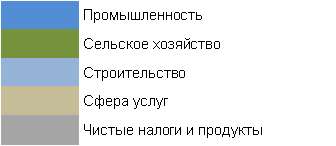 Промышленность
Сельское хозяйство
Строительство
Сфера услуг
Чистые налоги и продукты